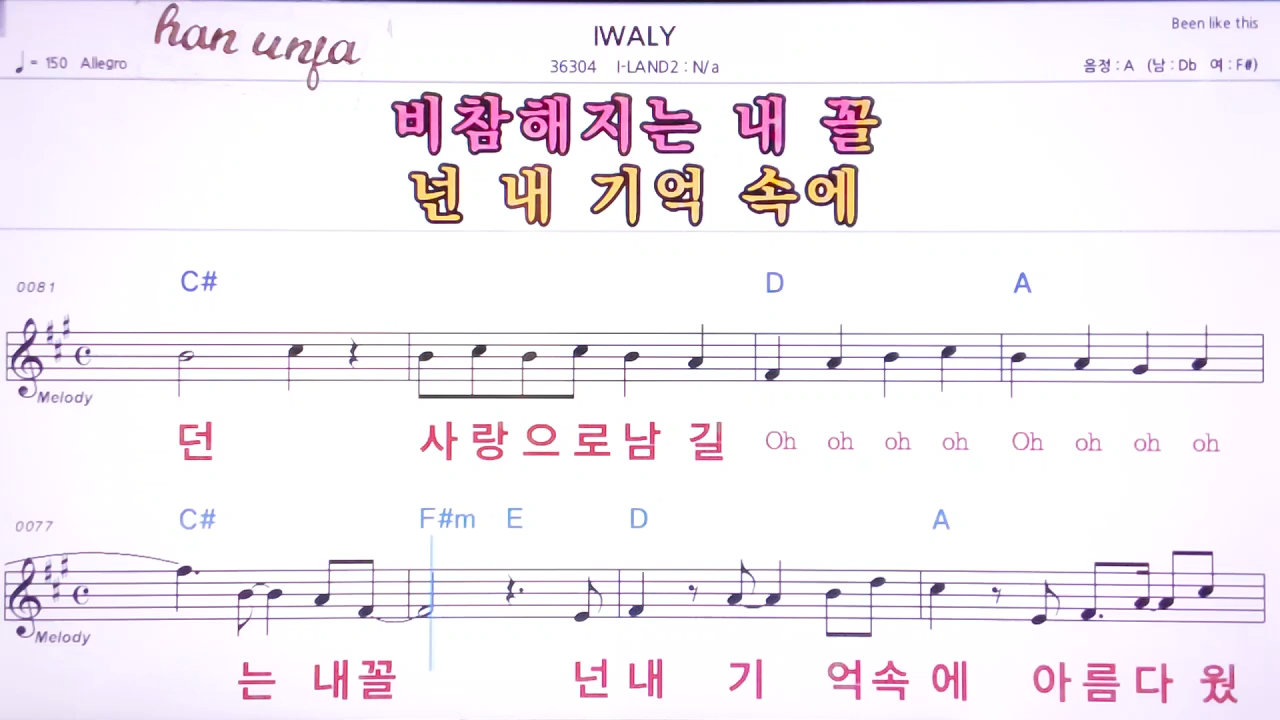 han unfa
IWALY
Been like this
♩= 150 Allegro
36304 I-LAND2 : N/a
음정 : A (남 : Db 여 : F#)
비참해지는 내 꼴
넌 내 기억 속에
0081
C# D A
Melody
던 사랑으로남 길 Oh oh oh oh Oh oh oh oh
0077
C# F#m E D A
Melody
는 내꼴 넌내 기 억속에 아름다 웠